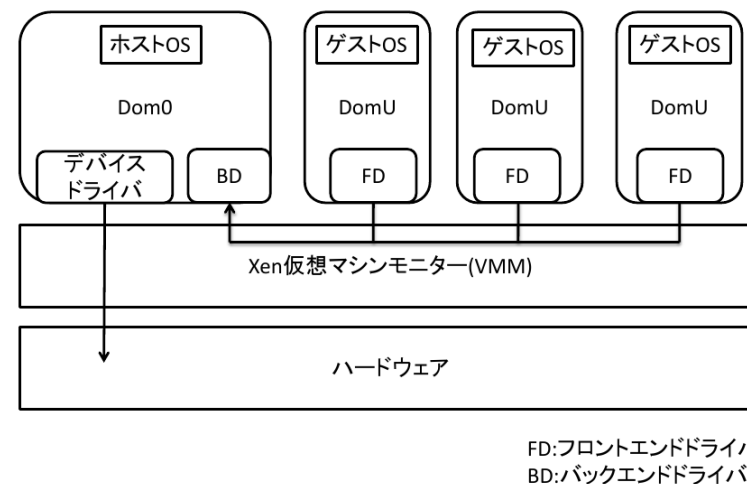 ホストOS
ゲストOS
ゲストOS
ゲストOS
Dom0
DomU
DomU
DomU
デバイス
ドライバ
BD
FD
FD
FD
Xen仮想マシンモニター(VMM)
ハードウェア
FD:フロントエンドドライバ
BD:バックエンドドライバ